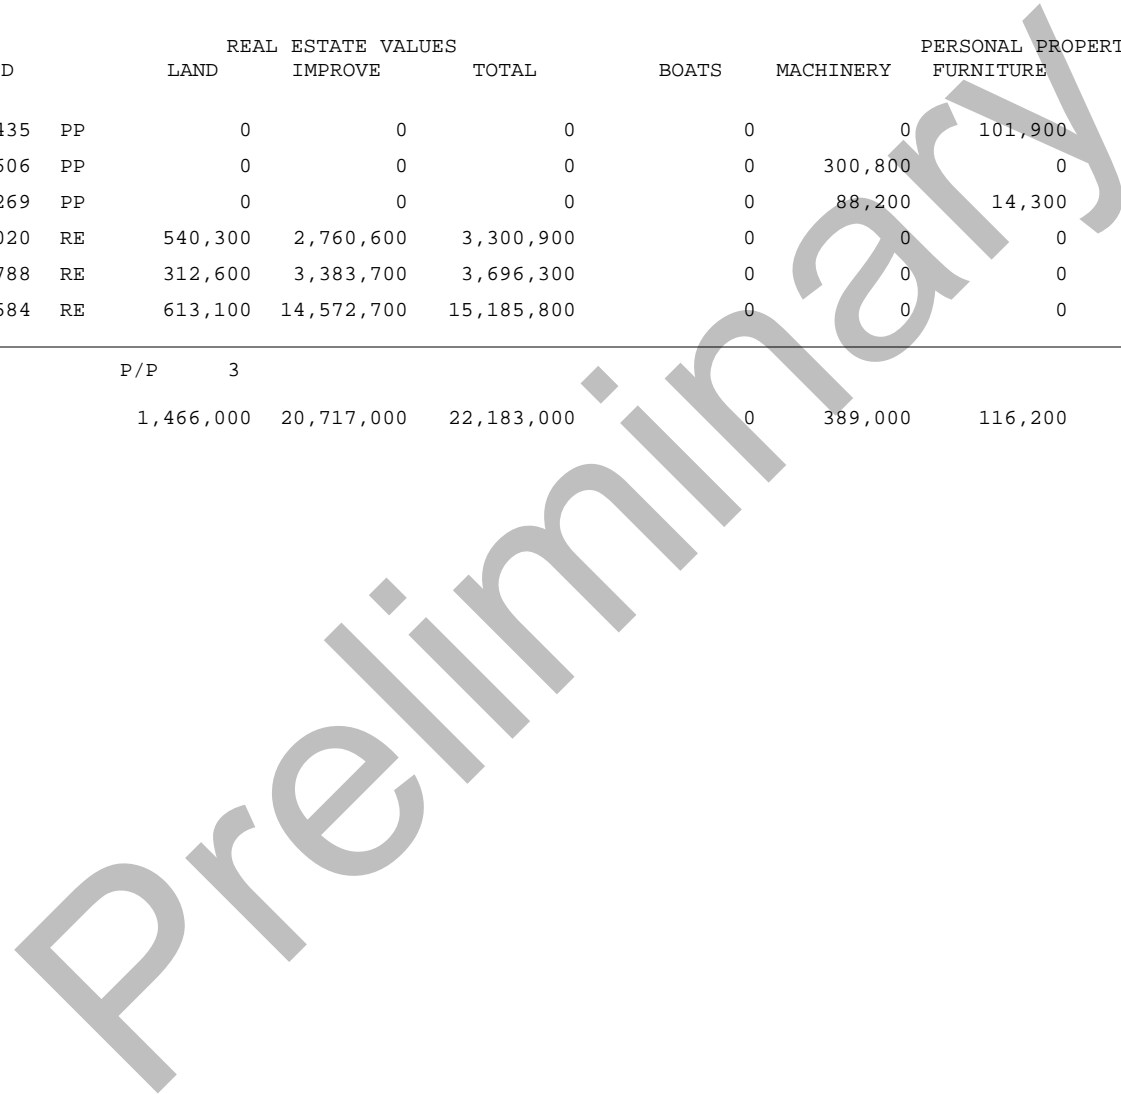 REAL ESTATE VALUES PERSONAL PROPERT
D LAND IMPROVE TOTAL BOATS MACHINERY FURNITURE
435 PP 0 0 0 0 0 101,900
506 PP 0 0 0 0 300,800 0
269 PP 0 0 0 0 88,200 14,300
020 RE 540,300 2,760,600 3,300,900 0 0 0
788 RE 312,600 3,383,700 3,696,300 0 0 0
584 RE 613,100 14,572,700 15,185,800 0 0 0
P/P 3
1,466,000 20,717,000 22,183,000 0 389,000 116,200
Preliminary